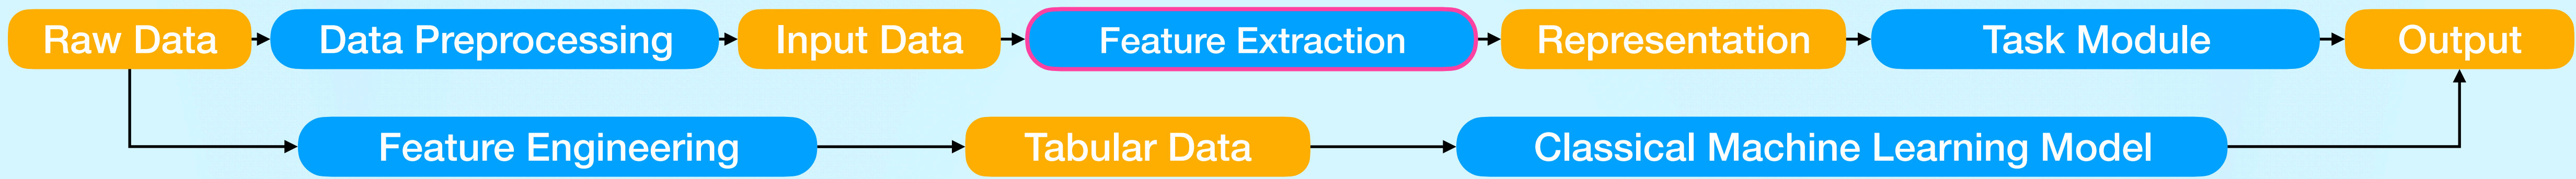 Raw Data
Data Preprocessing
Input Data
Feature Extraction
Representation
Task Module
Output
Feature Engineering
Tabular Data
Classical Machine Learning Model